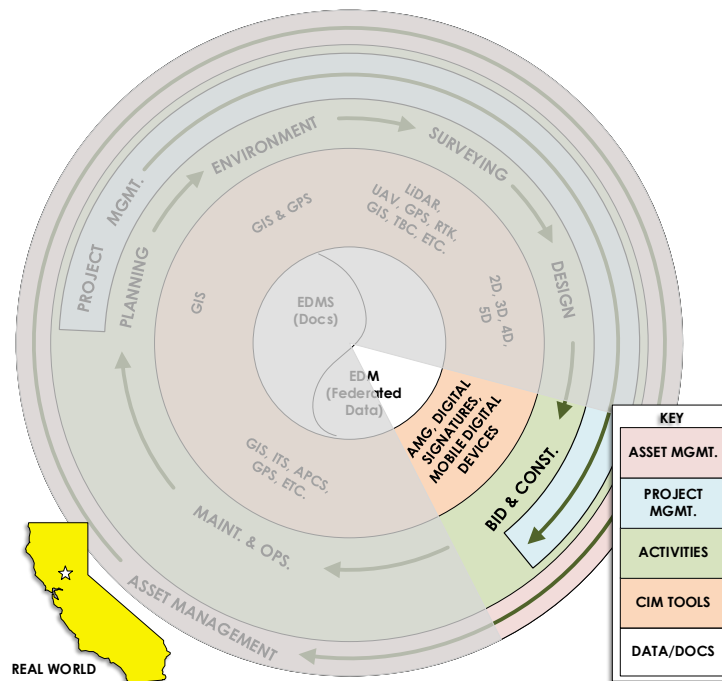 ENVIRONMENT
SURVEYING
PROJECT MGMT.
PLANNING
DESIGN
GIS & GPS
LiDAR,
UAV, GPS, RTK,
GIS, TBC, ETC.
GIS
2D, 3D, 4D,
5D
EDMS
(Docs)
EDM
(Federated
Data)
AMG, DIGITAL
SIGNATURES,
MOBILE DIGITAL
DEVICES
BID & CONST.
GIS, ITS, APCS,
GPS, ETC.
MAINT. & OPS.
ASSET MANAGEMENT
KEY
ASSET MGMT.
PROJECT
MGMT.
ACTIVITIES
CIM TOOLS
DATA/DOCS
REAL WORLD